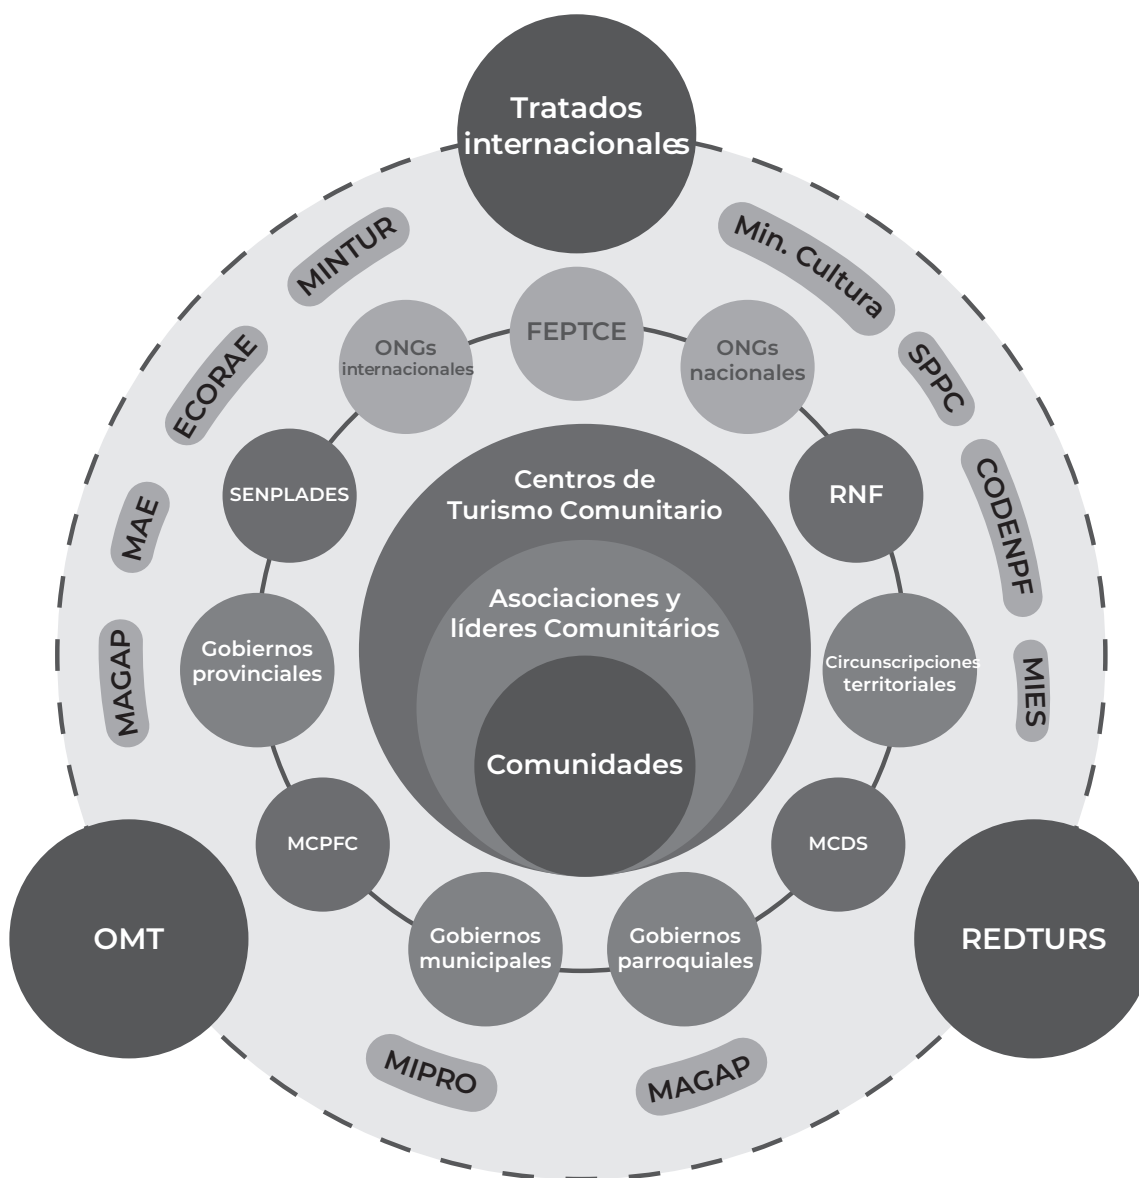 Tratados
internacionales
MINTUR
Min. Cultura
ECORAE
SPPC
MAE
CODENPF
MAGAP
MIES
ONGs
internacionales
FEPTCE
ONGs
nacionales
SENPLADES
RNF
Centros de
Turismo Comunitario
Asociaciones y
líderes Comunitários
Gobiernos
provinciales
Circunscripciones
territoriales
Comunidades
MCPFC
MCDS
OMT
Gobiernos
municipales
Gobiernos
parroquiales
REDTURS
MIPRO
MAGAP